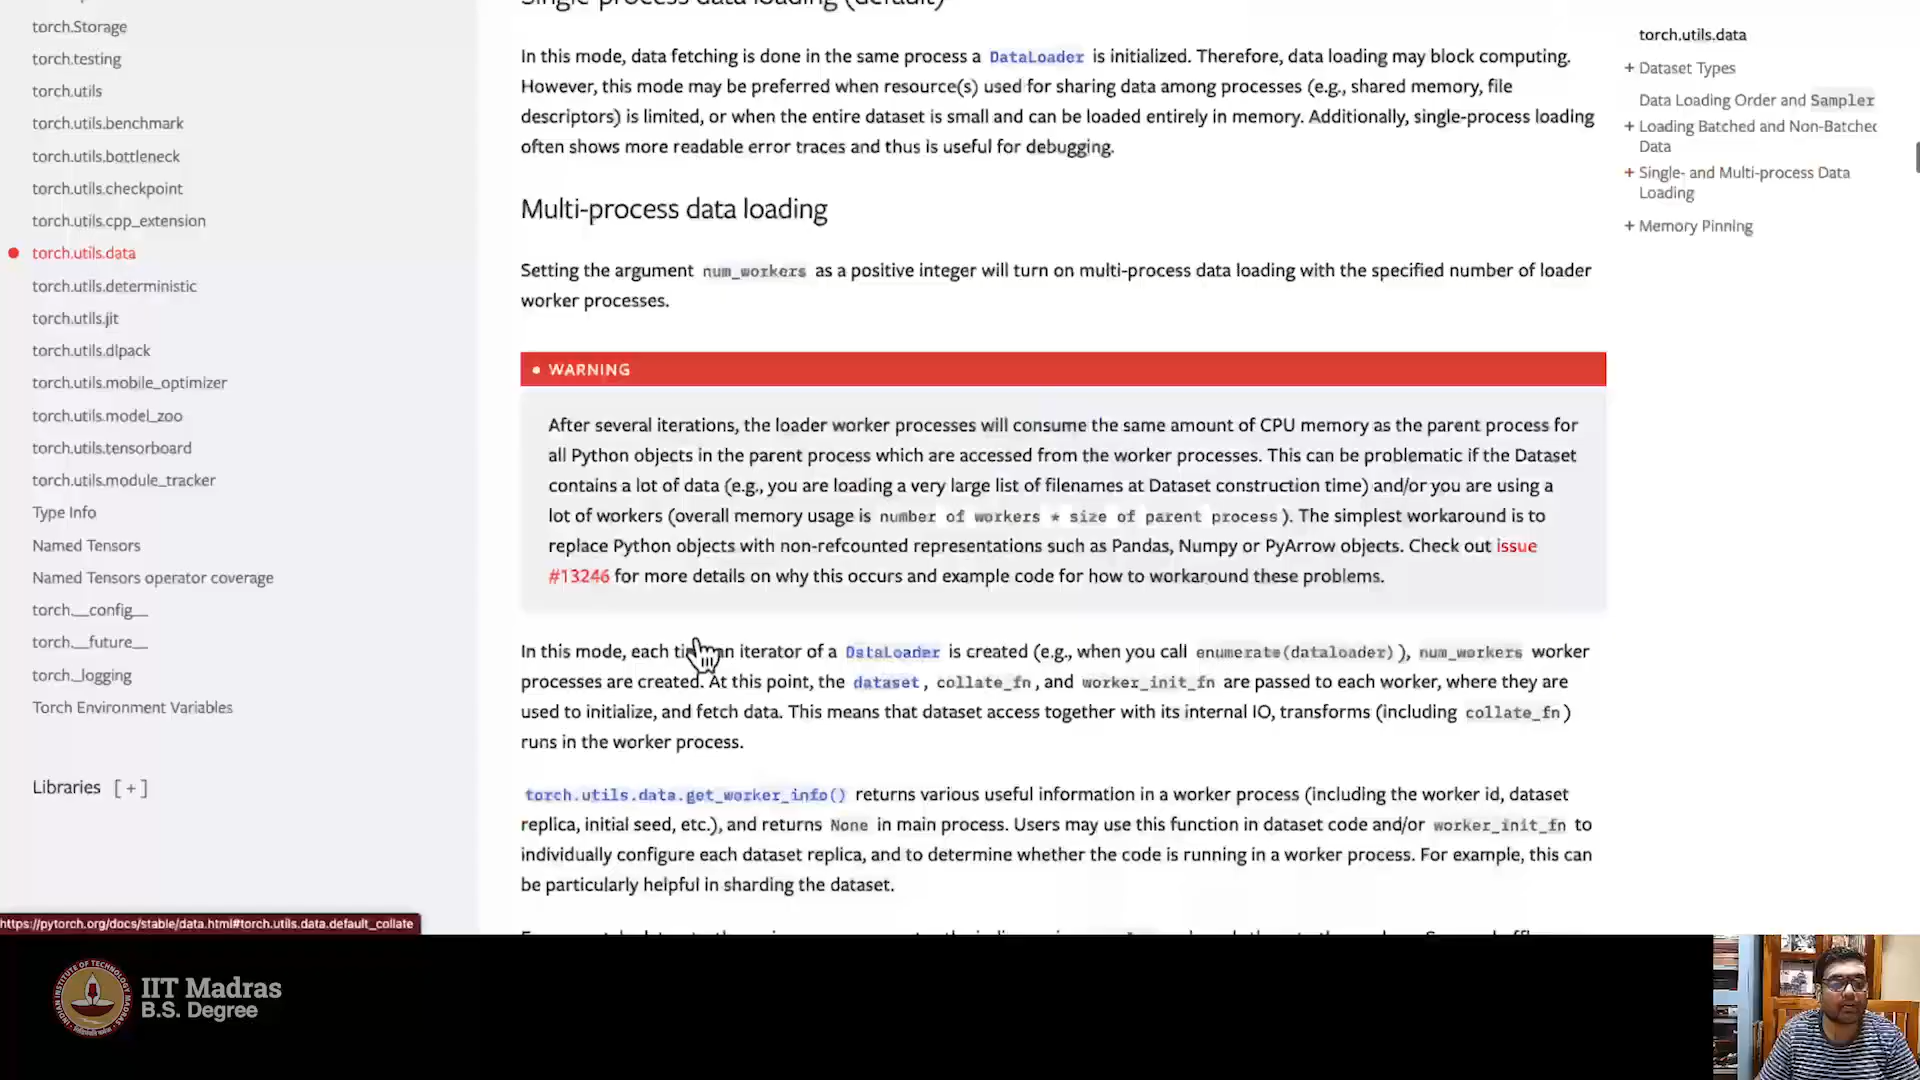 torch.Storage
torch.testing
torch.utils
torch.utils.benchmark
torch.utils.bottleneck
torch.utils.checkpoint
torch.utils.cpp_extension
torch.utils.data
torch.utils.deterministic
torch.utils.jit
torch.utils.dlpack
torch.utils.mobile_optimizer
torch.utils.model_zoo
torch.utils.tensorboard
torch.utils.module_tracker
Type Info
Named Tensors
Named Tensors operator coverage
torch.__config__
torch.__future__
torch._logging
Torch Environment Variables
Libraries [ + ]
Single-process data loading (default)
In this mode, data fetching is done in the same process a DataLoader is initialized. Therefore, data loading may block computing.
However, this mode may be preferred when resource(s) used for sharing data among processes (e.g., shared memory, file
descriptors) is limited, or when the entire dataset is small and can be loaded entirely in memory. Additionally, single-process loading
often shows more readable error traces and thus is useful for debugging.
Multi-process data loading
Setting the argument num_workers as a positive integer will turn on multi-process data loading with the specified number of loader
worker processes.
• WARNING
After several iterations, the loader worker processes will consume the same amount of CPU memory as the parent process for
all Python objects in the parent process which are accessed from the worker processes. This can be problematic if the Dataset
contains a lot of data (e.g., you are loading a very large list of filenames at Dataset construction time) and/or you are using a
lot of workers (overall memory usage is number of workers * size of parent process). The simplest workaround is to
replace Python objects with non-refcounted representations such as Pandas, Numpy or PyArrow objects. Check out issue
#13246 for more details on why this occurs and example code for how to workaround these problems.
In this mode, each an iterator of a DataLoader is created (e.g., when you call enumerate(dataloader)), num_workers worker
processes are created. At this point, the dataset, collate_fn, and worker_init_fn are passed to each worker, where they are
used to initialize, and fetch data. This means that dataset access together with its internal IO, transforms (including collate_fn)
runs in the worker process.
torch.utils.data.get_worker_info() returns various useful information in a worker process (including the worker id, dataset
replica, initial seed, etc.), and returns None in main process. Users may use this function in dataset code and/or worker_init_fn to
individually configure each dataset replica, and to determine whether the code is running in a worker process. For example, this can
be particularly helpful in sharding the dataset.
torch.utils.data
+ Dataset Types
Data Loading Order and Sampler
+ Loading Batched and Non-Batched
Data
+ Single- and Multi-process Data
Loading
+ Memory Pinning
https://pytorch.org/docs/stable/data.html#torch.utils.data.default_collate
IIT Madras
B.S. Degree